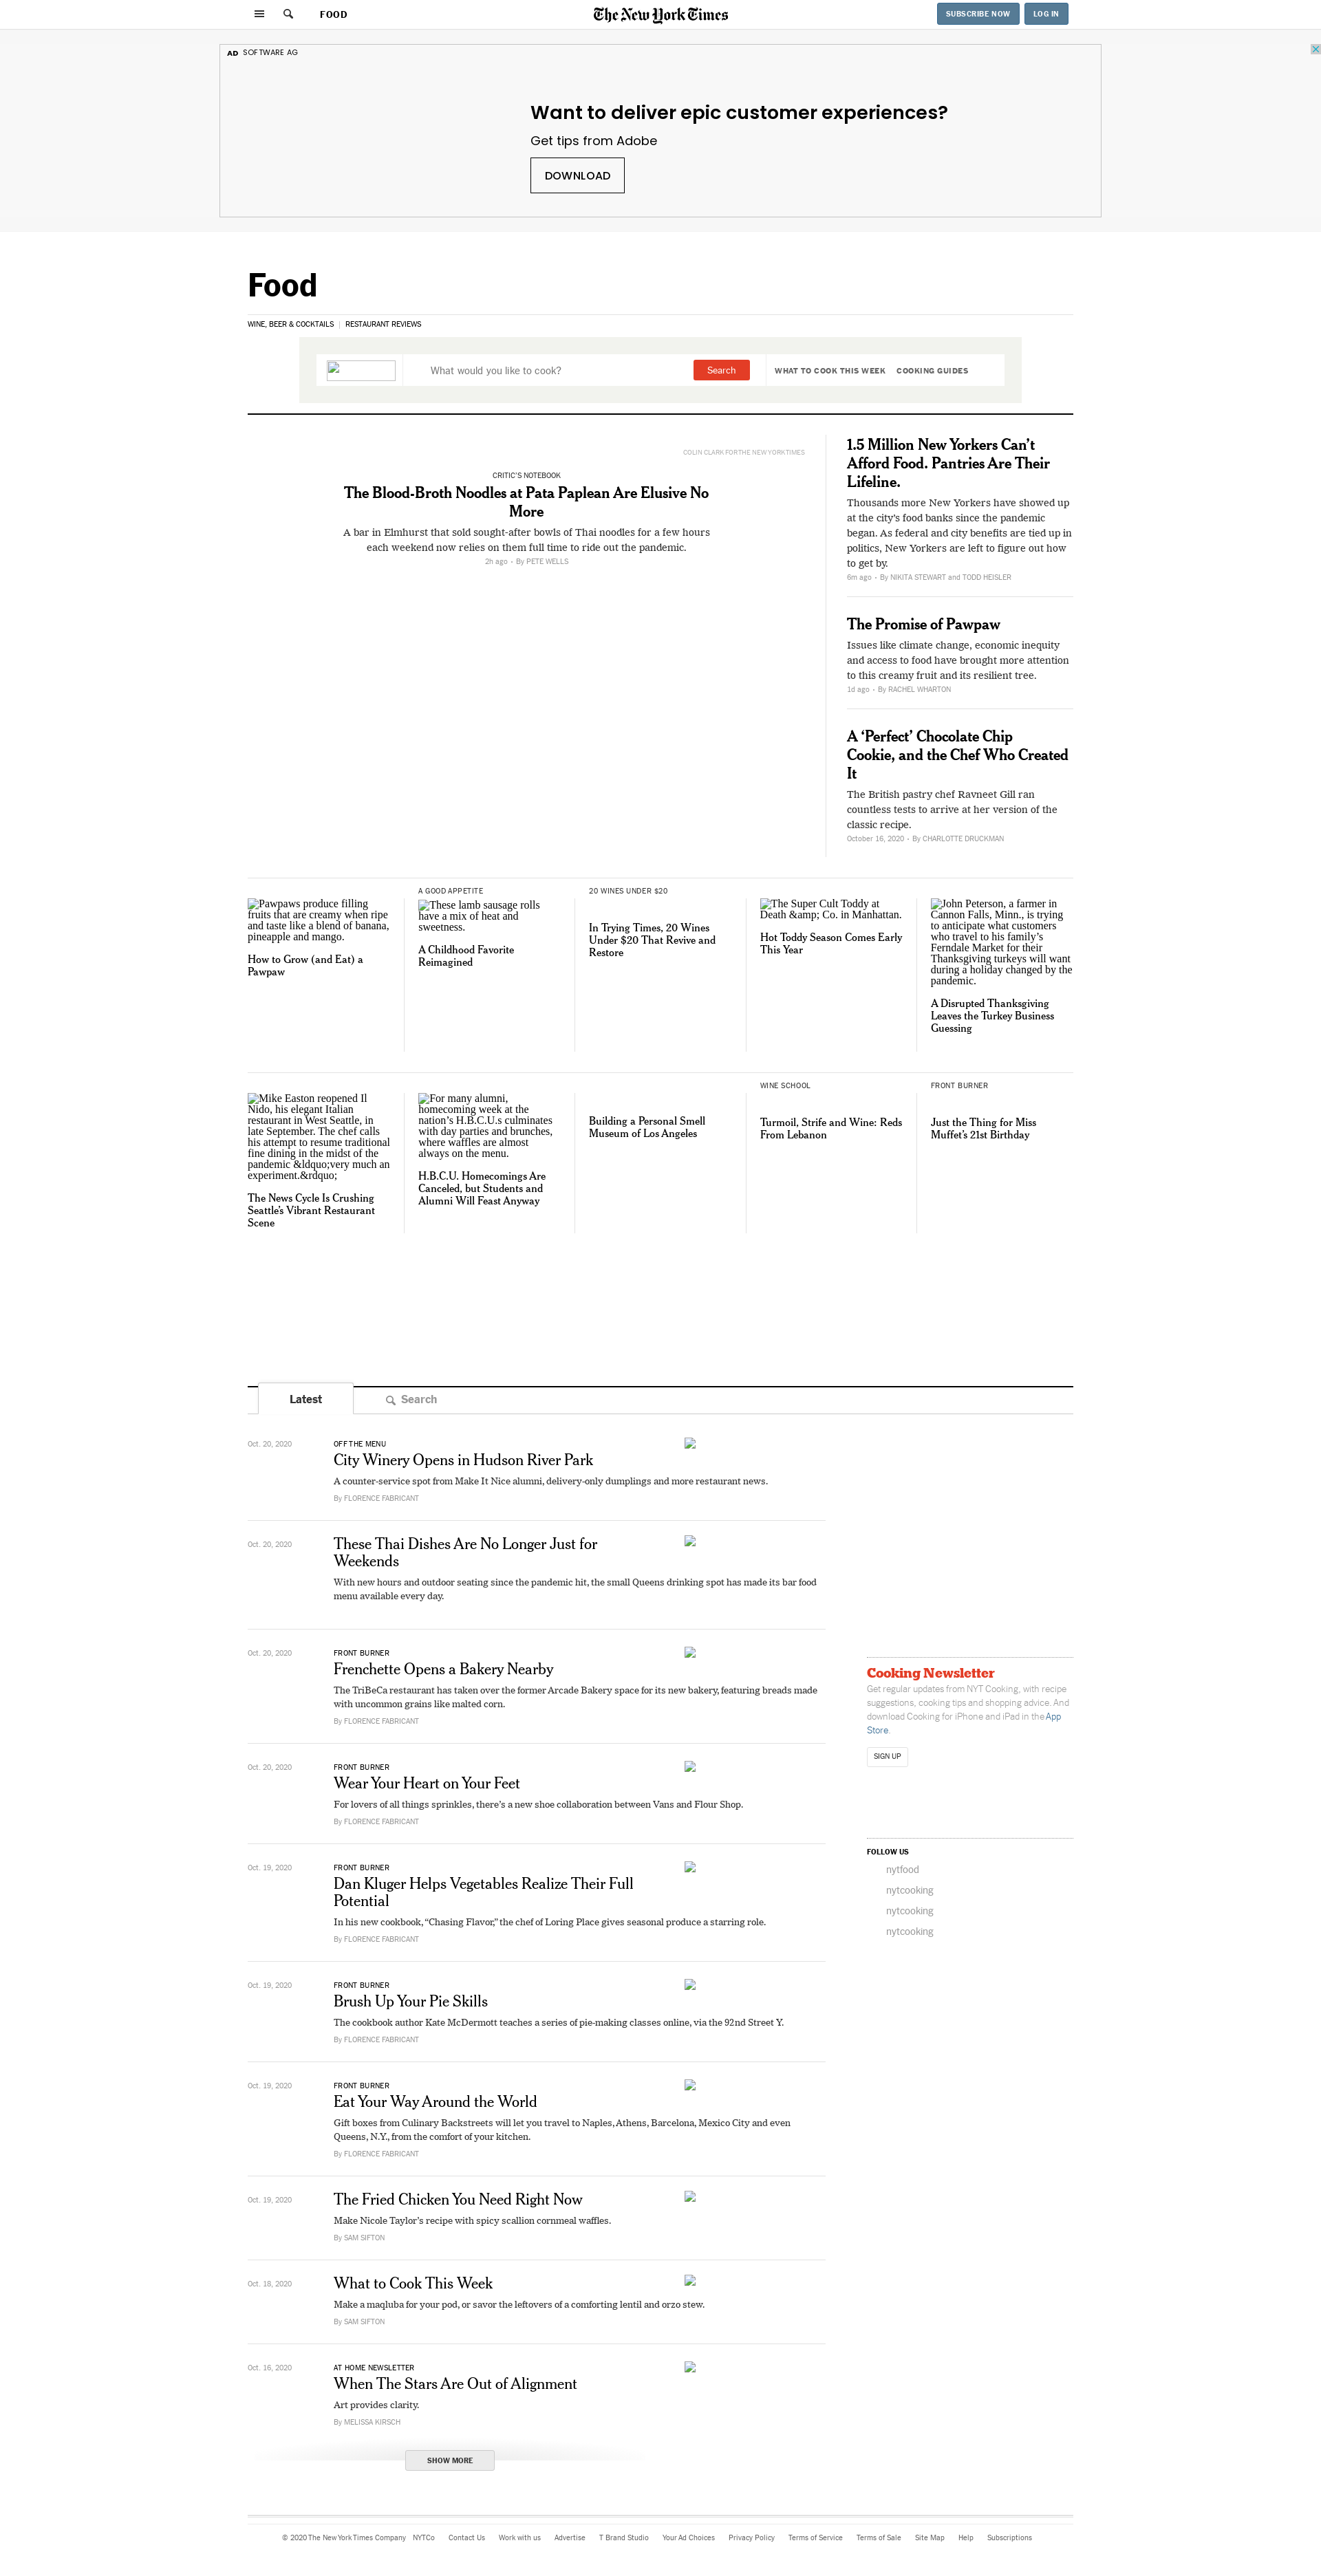 FOOD
The New York Times
SUBSCRIBE NOW
LOG IN
AD SOFTWARE AG
Want to deliver epic customer experiences?
Get tips from Adobe
DOWNLOAD
Food
WINE, BEER & COCKTAILS
RESTAURANT REVIEWS
What would you like to cook?
Search
WHAT TO COOK THIS WEEK
COOKING GUIDES
COLIN CLARK FOR THE NEW YORK TIMES
CRITIC'S NOTEBOOK
The Blood-Broth Noodles at Pata Paplean Are Elusive No
More
A bar in Elmhurst that sold sought-after bowls of Thai noodles for a few hours
each weekend now relies on them full time to ride out the pandemic.
2h ago • By PETE WELLS
1.5 Million New Yorkers Can’t
Afford Food. Pantries Are Their
Lifeline.
Thousands more New Yorkers have showed up
at the city’s food banks since the pandemic
began. As federal and city benefits are tied up in
politics, New Yorkers are left to figure out how
to get by.
6m ago • By NIKITA STEWART and TODD HEISLER
The Promise of Pawpaw
Issues like climate change, economic inequity
and access to food have brought more attention
to this creamy fruit and its resilient tree.
1d ago • By RACHEL WHARTON
A ‘Perfect’ Chocolate Chip
Cookie, and the Chef Who Created
It
The British pastry chef Ravneet Gill ran
countless tests to arrive at her version of the
classic recipe.
October 16, 2020 • By CHARLOTTE DRUCKMAN
Pawpaws produce filling
fruits that are creamy when ripe
and taste like a blend of banana,
pineapple and mango.
How to Grow (and Eat) a
Pawpaw
A GOOD APPETITE
These lamb sausage rolls
have a mix of heat and
sweetness.
A Childhood Favorite
Reimagined
20 WINES UNDER $20
In Trying Times, 20 Wines
Under $20 That Revive and
Restore
The Super Cult Toddy at
Death &amp; Co. in Manhattan.
Hot Toddy Season Comes Early
This Year
John Peterson, a farmer in
Cannon Falls, Minn., is trying
to anticipate what customers
who travel to his family’s
Ferndale Market for their
Thanksgiving turkeys will want
during a holiday changed by the
pandemic.
A Disrupted Thanksgiving
Leaves the Turkey Business
Guessing
Mike Easton reopened Il
Nido, his elegant Italian
restaurant in West Seattle, in
late September. The chef calls
his attempt to resume traditional
fine dining in the midst of the
pandemic &ldquo;very much an
experiment.&rdquo;
The News Cycle Is Crushing
Seattle’s Vibrant Restaurant
Scene
For many alumni,
homecoming week at the
nation’s H.B.C.U.s culminates
with day parties and brunches,
where waffles are almost
always on the menu.
H.B.C.U. Homecomings Are
Canceled, but Students and
Alumni Will Feast Anyway
Building a Personal Smell
Museum of Los Angeles
WINE SCHOOL
Turmoil, Strife and Wine: Reds
From Lebanon
FRONT BURNER
Just the Thing for Miss
Muffet’s 21st Birthday
Latest
Search
Oct. 20, 2020
OFF THE MENU
City Winery Opens in Hudson River Park
A counter-service spot from Make It Nice alumni, delivery-only dumplings and more restaurant news.
By FLORENCE FABRICANT
Oct. 20, 2020
These Thai Dishes Are No Longer Just for
Weekends
With new hours and outdoor seating since the pandemic hit, the small Queens drinking spot has made its bar food
menu available every day.
Oct. 20, 2020
FRONT BURNER
Frenchette Opens a Bakery Nearby
The TriBeCa restaurant has taken over the former Arcade Bakery space for its new bakery, featuring breads made
with uncommon grains like malted corn.
By FLORENCE FABRICANT
Oct. 20, 2020
FRONT BURNER
Wear Your Heart on Your Feet
For lovers of all things sprinkles, there’s a new shoe collaboration between Vans and Flour Shop.
By FLORENCE FABRICANT
Oct. 19, 2020
FRONT BURNER
Dan Kluger Helps Vegetables Realize Their Full
Potential
In his new cookbook, “Chasing Flavor,” the chef of Loring Place gives seasonal produce a starring role.
By FLORENCE FABRICANT
Oct. 19, 2020
FRONT BURNER
Brush Up Your Pie Skills
The cookbook author Kate McDermott teaches a series of pie-making classes online, via the 92nd Street Y.
By FLORENCE FABRICANT
Oct. 19, 2020
FRONT BURNER
Eat Your Way Around the World
Gift boxes from Culinary Backstreets will let you travel to Naples, Athens, Barcelona, Mexico City and even
Queens, N.Y., from the comfort of your kitchen.
By FLORENCE FABRICANT
Oct. 19, 2020
The Fried Chicken You Need Right Now
Make Nicole Taylor’s recipe with spicy scallion cornmeal waffles.
By SAM SIFTON
Oct. 18, 2020
What to Cook This Week
Make a maqluba for your pod, or savor the leftovers of a comforting lentil and orzo stew.
By SAM SIFTON
Oct. 16, 2020
AT HOME NEWSLETTER
When The Stars Are Out of Alignment
Art provides clarity.
By MELISSA KIRSCH
SHOW MORE
Cooking Newsletter
Get regular updates from NYT Cooking, with recipe
suggestions, cooking tips and shopping advice. And
download Cooking for iPhone and iPad in the App
Store.
SIGN UP
FOLLOW US
nytfood
nytcooking
nytcooking
nytcooking
© 2020 The New York Times Company
NYTCo
Contact Us
Work with us
Advertise
T Brand Studio
Your Ad Choices
Privacy Policy
Terms of Service
Terms of Sale
Site Map
Help
Subscriptions